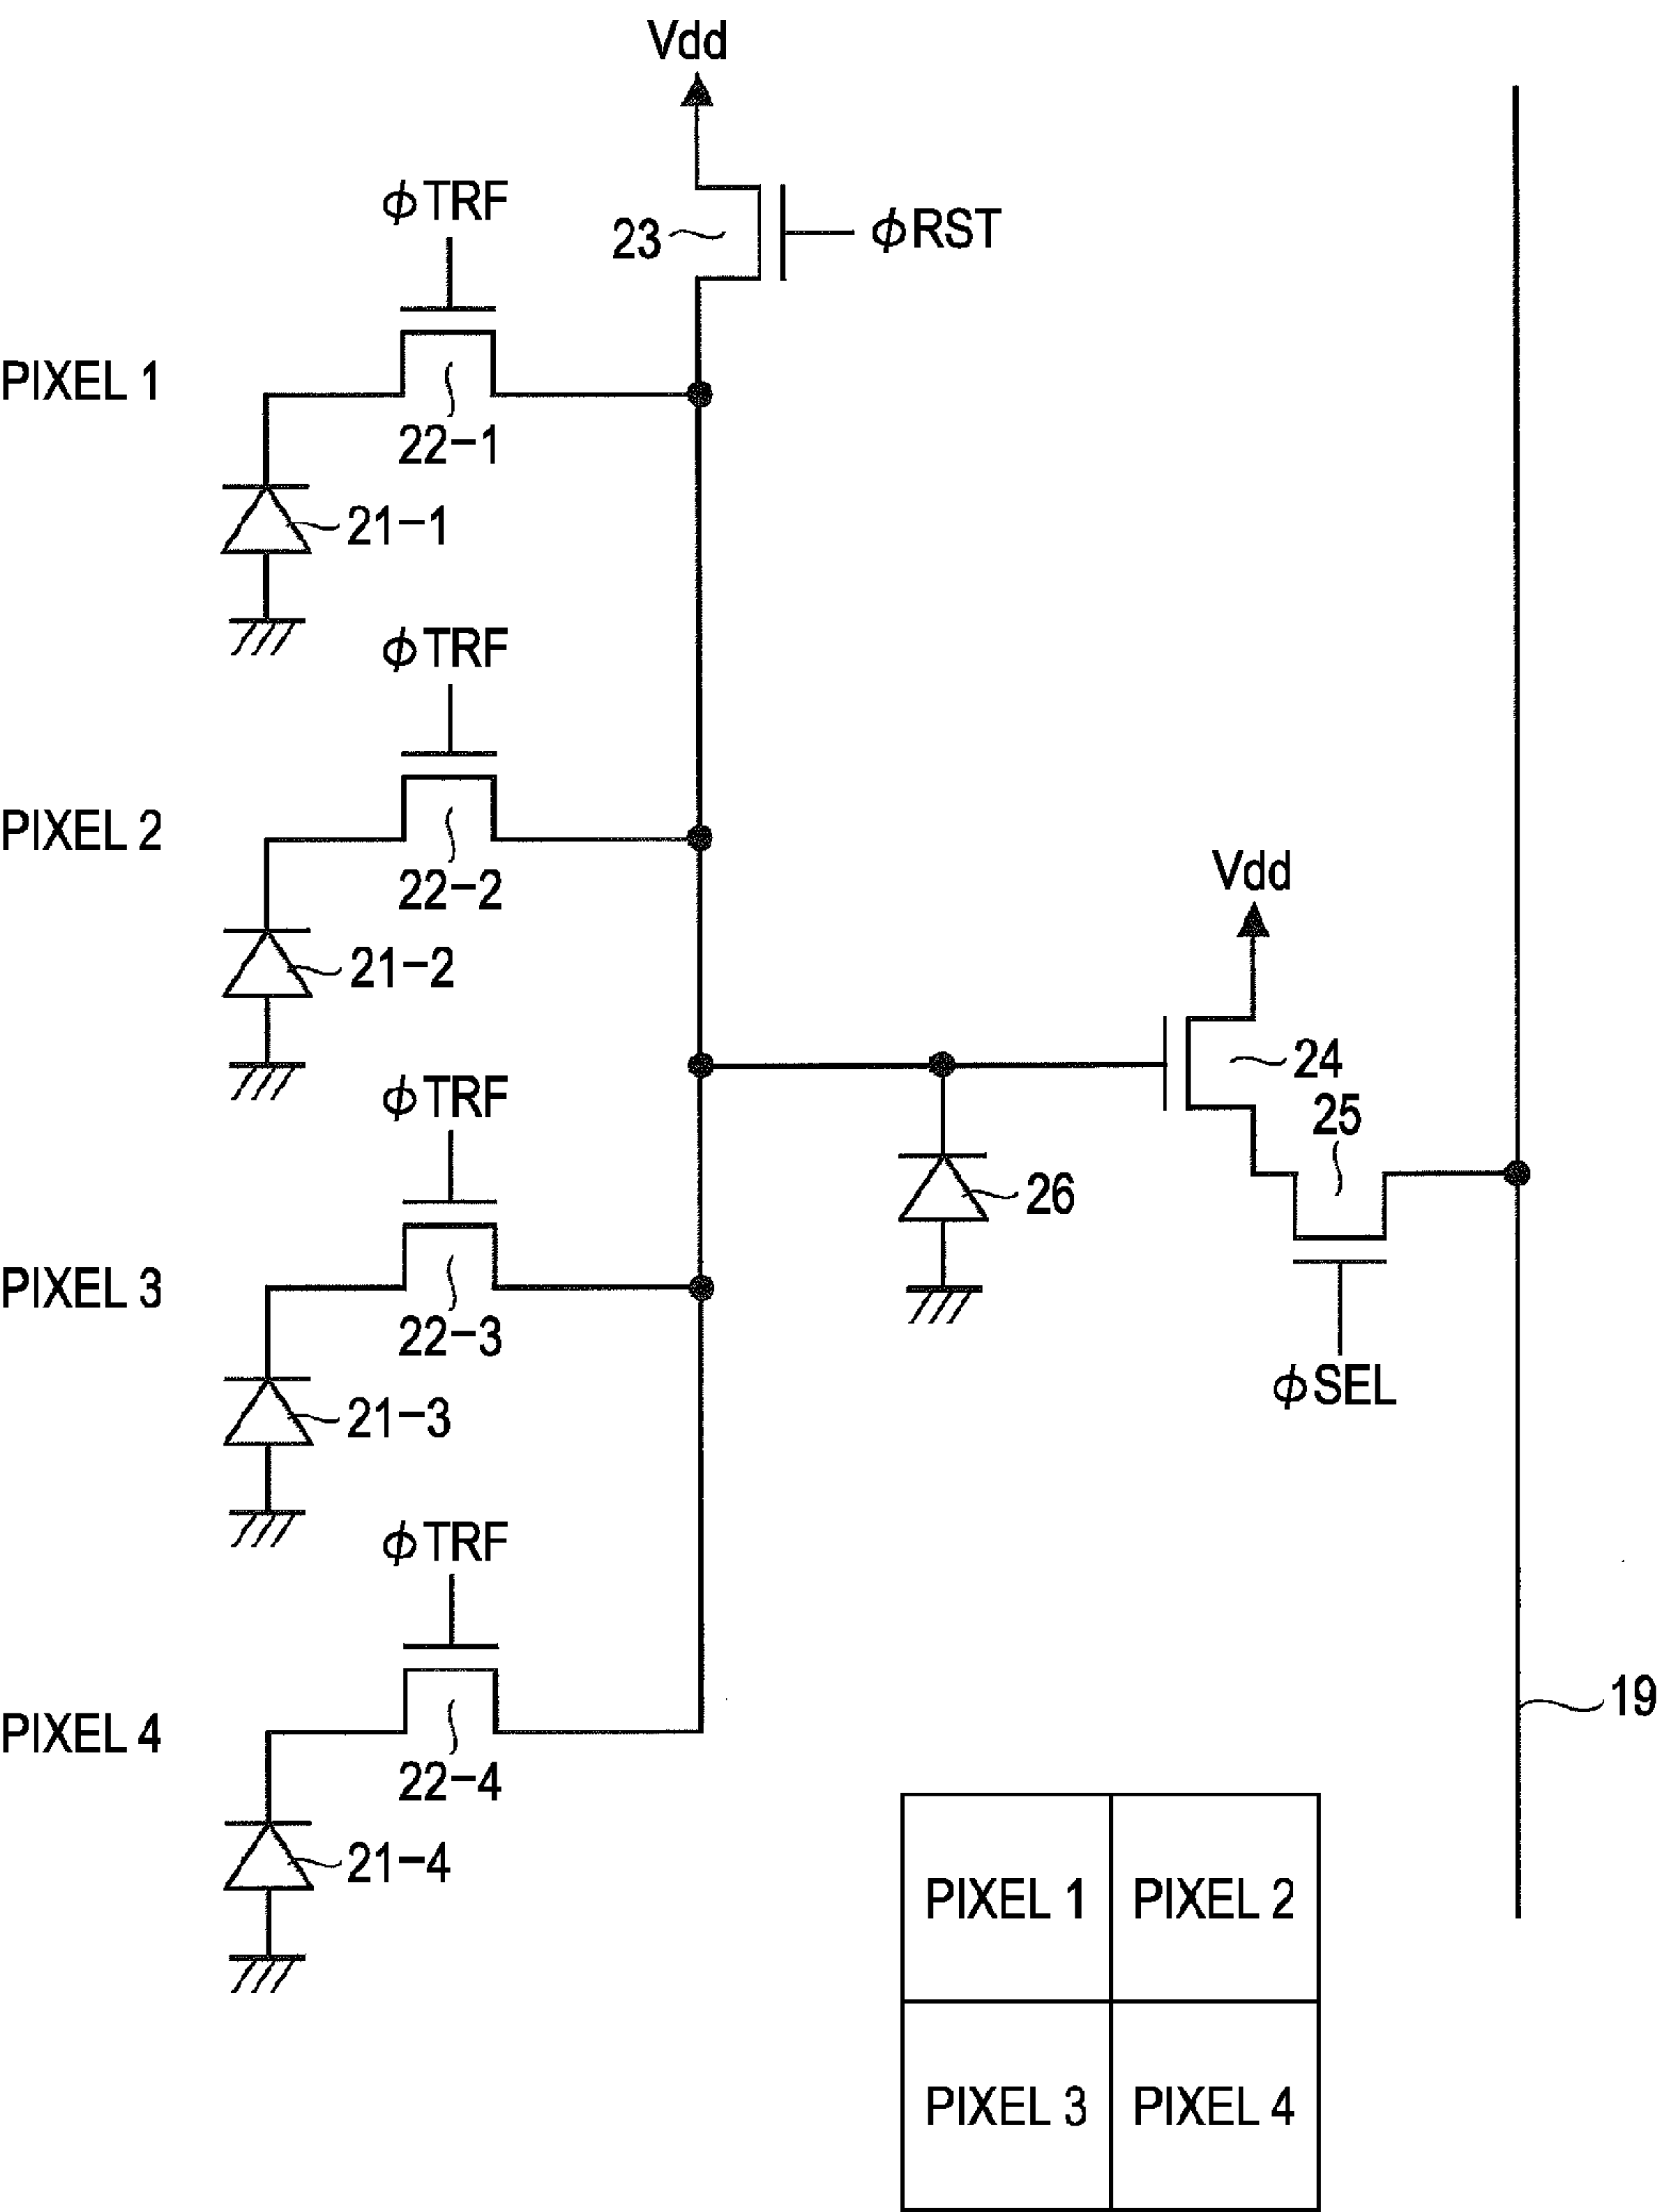 Vdd
φTRF
23
φRST
PIXEL 1
22-1
21-1
φTRF
PIXEL 2
22-2
Vdd
21-2
24
φTRF
25
26
PIXEL 3
22-3
φSEL
21-3
φTRF
19
PIXEL 4
22-4
21-4
PIXEL 1 PIXEL 2
PIXEL 3 PIXEL 4